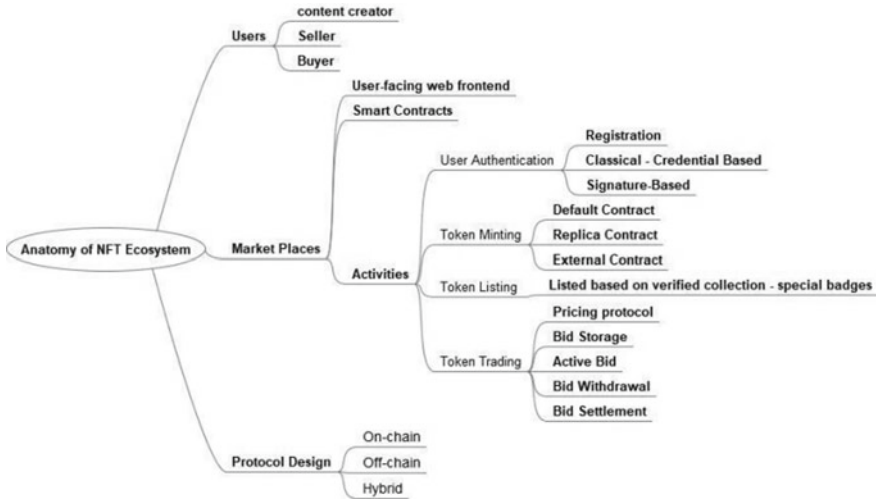 content creator
Users
Seller
Buyer
User-facing web frontend
Smart Contracts
Registration
User Authentication
Classical - Credential Based
Signature-Based
Default Contract
Token Minting
Replica Contract
External Contract
Anatomy of NFT Ecosystem
Market Places
Activities
Token Listing
Listed based on verified collection - special badges
Pricing protocol
Bid Storage
Token Trading
Active Bid
Bid Withdrawal
Bid Settlement
On-chain
Protocol Design
Off-chain
Hybrid